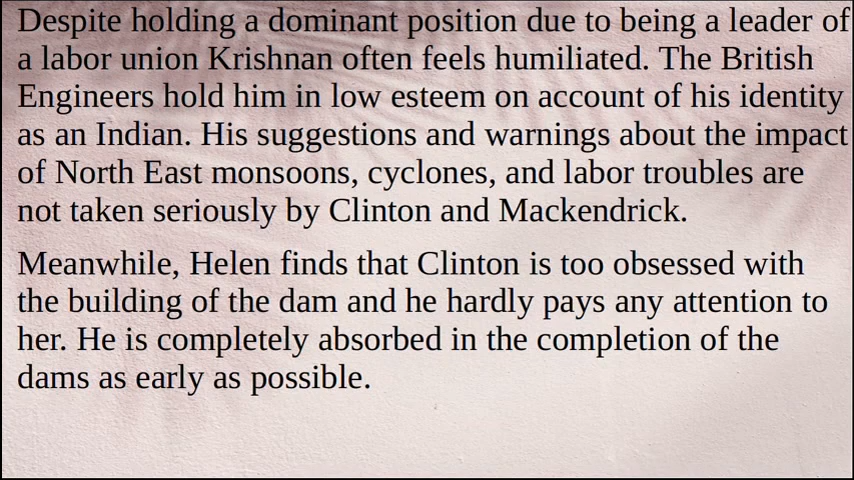 Despite holding a dominant position due to being a leader of
a labor union Krishnan often feels humiliated. The British
Engineers hold him in low esteem on account of his identity
as an Indian. His suggestions and warnings about the impact
of North East monsoons, cyclones, and labor troubles are
not taken seriously by Clinton and Mackendrick.
Meanwhile, Helen finds that Clinton is too obsessed with
the building of the dam and he hardly pays any attention to
her. He is completely absorbed in the completion of the
dams as early as possible.